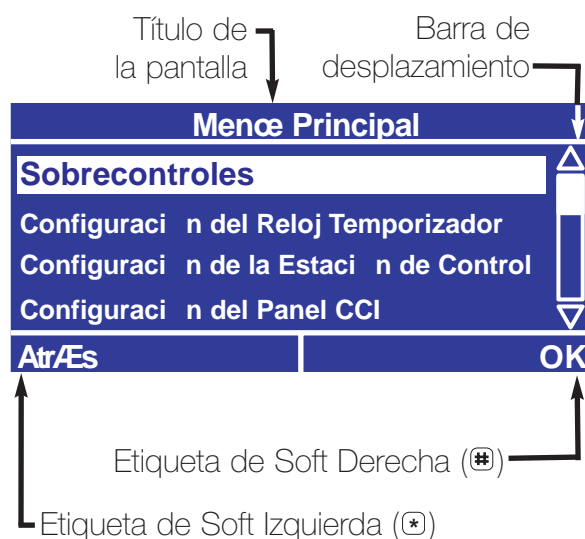 Título de la pantalla
Barra de desplazamiento
Menœ Principal
Sobrecontroles
Configuraci n del Reloj Temporizador
Configuraci n de la Estaci n de Control
Configuraci n del Panel CCI
AtrÆs OK
Etiqueta de Soft Derecha (#)
Etiqueta de Soft Izquierda (*)